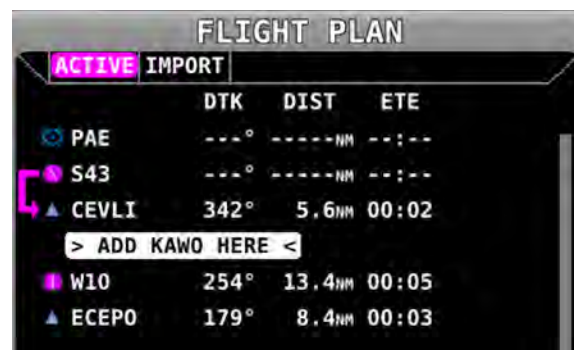 FLIGHT PLAN
ACTIVE IMPORT
DTK DIST ETE
PAE ---° -----NM --:--
S43 ---° -----NM --:--
CEVLI 342° 5.6NM 00:02
> ADD KAWO HERE <
W10 254° 13.4NM 00:05
ECEPO 179° 8.4NM 00:03